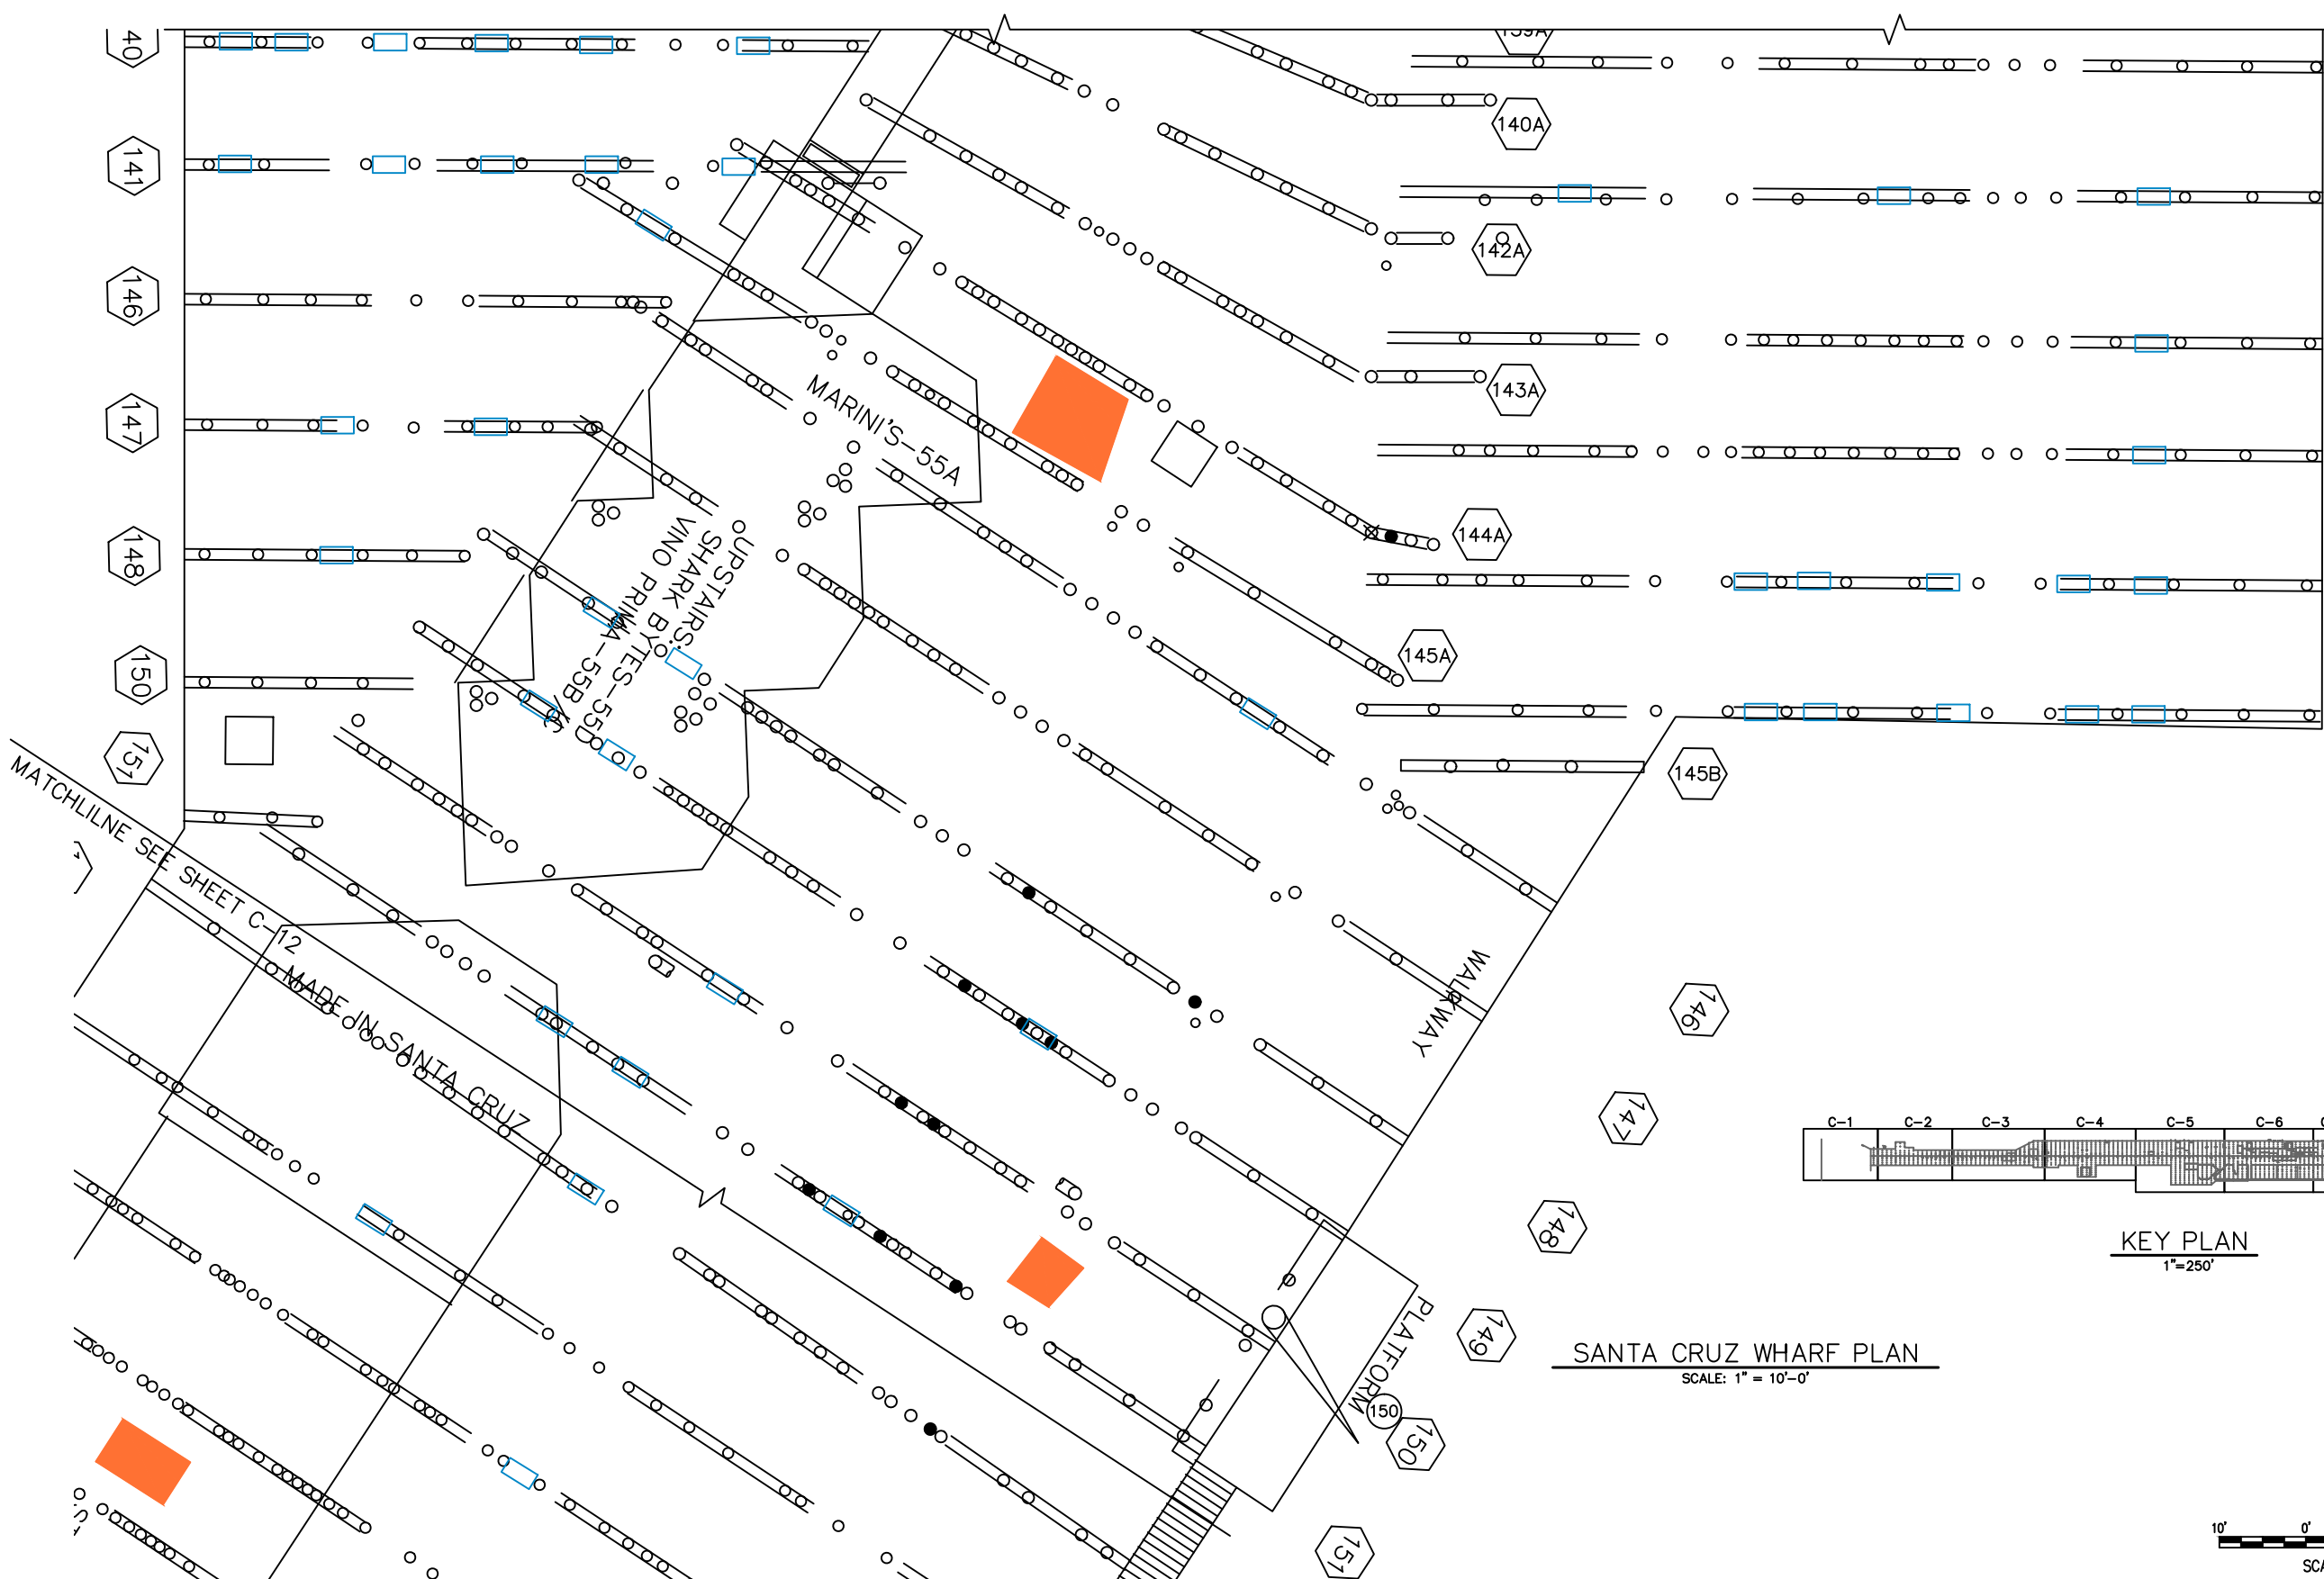 40
139A
140A
141
142A
146
143A
147
MARINI'S-55A
144A
148
UPSTAIRS:
SHARK BITES-55D
VINO PRIMA-55B
BY
145A
150
151
145B
MATCHLILNE SEE SHEET C-12
MADE IN SANTA CRUZ
WALKWAY
146
147
148
149
PLATFORM
150
150
151
C-1
C-2
C-3
C-4
C-5
C-6
KEY PLAN
1"=250'
SANTA CRUZ WHARF PLAN
SCALE: 1" = 10'-0'
10'
0'
SCA